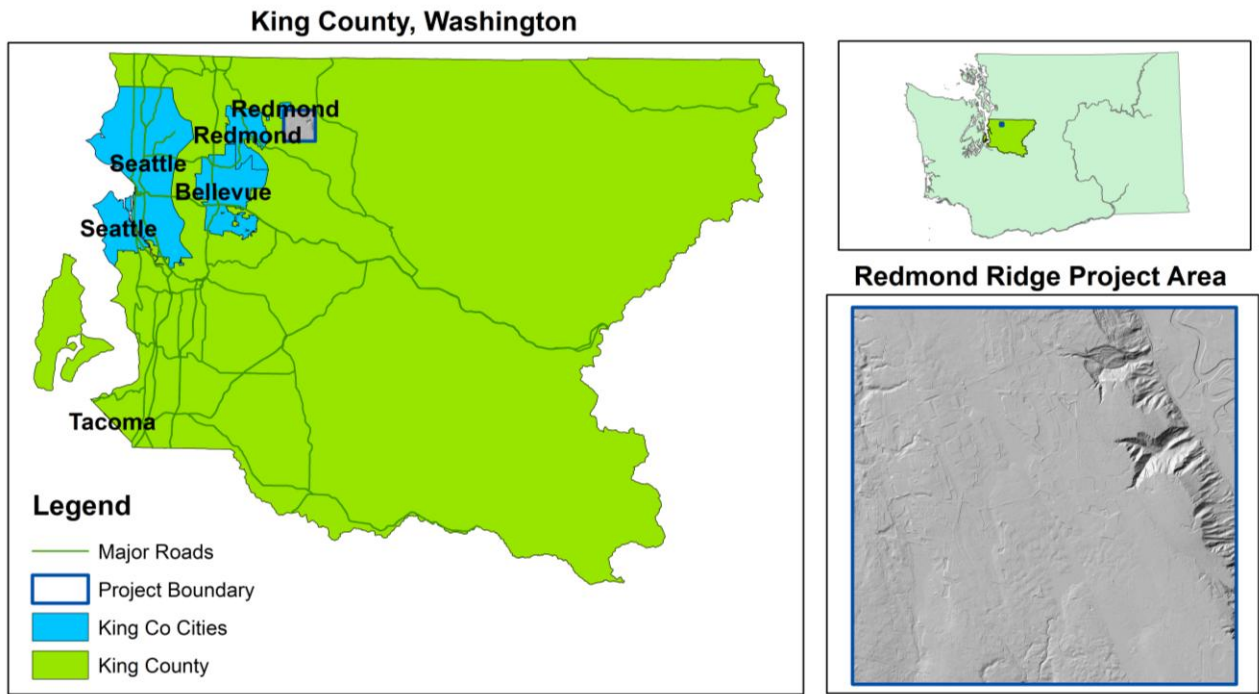 King County, Washington
Redmond
Redmond
Seattle
Bellevue
Seattle
Tacoma
Legend
Major Roads
Project Boundary
King Co Cities
King County
Redmond Ridge Project Area